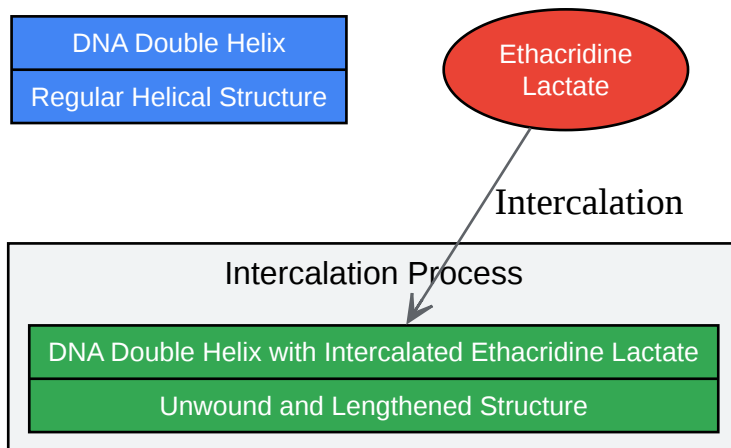 DNA Double Helix
Regular Helical Structure
Ethacridine
Lactate
Intercalation
Intercalation Process
DNA Double Helix with Intercalated Ethacridine Lactate
Unwound and Lengthened Structure